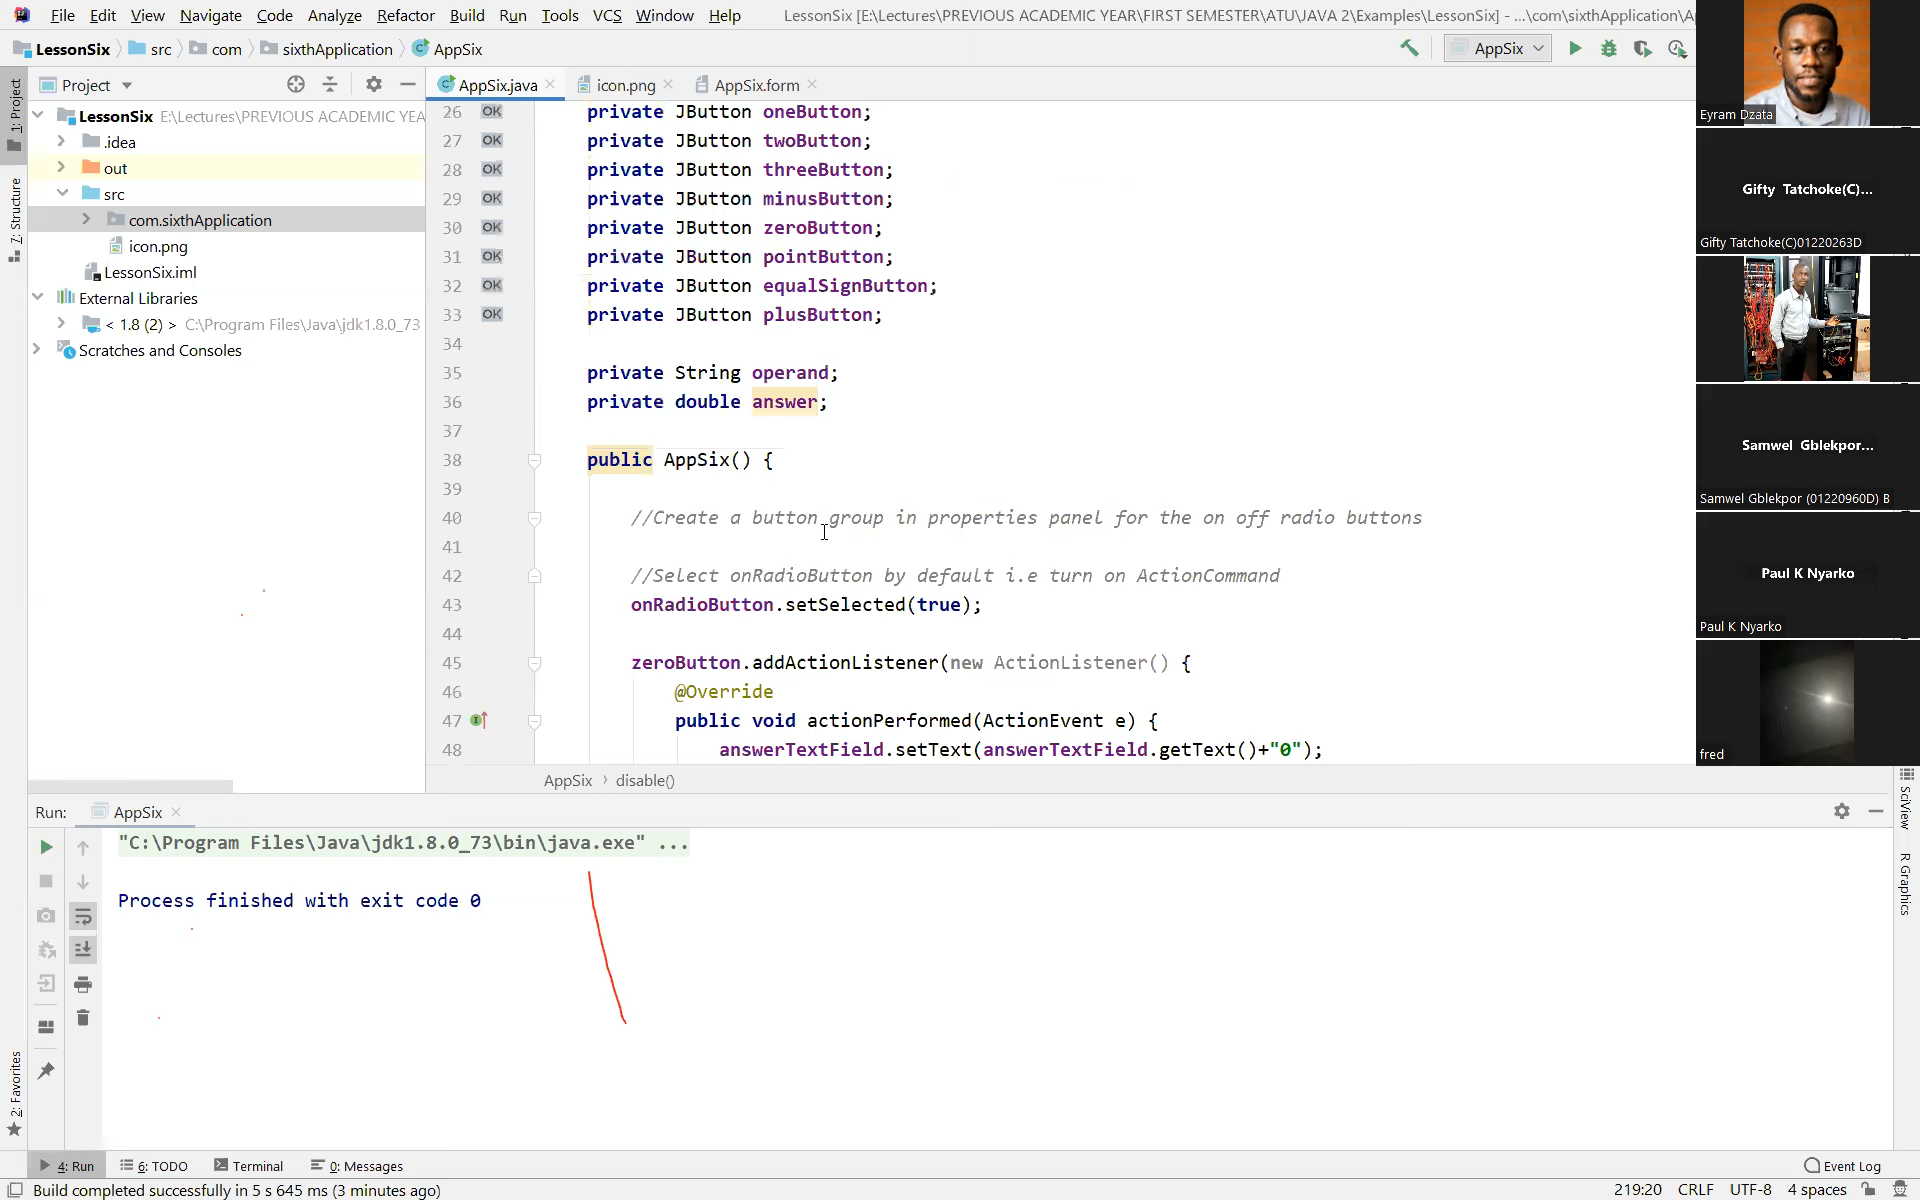 File Edit View Navigate Code Analyze Refactor Build Run Tools VCS Window Help LessonSix [E:\Lectures\PREVIOUS ACADEMIC YEAR\FIRST SEMESTER\ATU\JAVA 2\Examples\LessonSix] - ...\com\sixthApplication\A
LessonSix src com sixthApplication AppSix
AppSix
1: Project
7: Structure
2: Favorites
Project
LessonSix E:\Lectures\PREVIOUS ACADEMIC YEA
.idea
out
src
com.sixthApplication
icon.png
LessonSix.iml
External Libraries
< 1.8 (2) > C:\Program Files\Java\jdk1.8.0_73
Scratches and Consoles
AppSix.java icon.png AppSix.form
26 OK private JButton oneButton;
27 OK private JButton twoButton;
28 OK private JButton threeButton;
29 OK private JButton minusButton;
30 OK private JButton zeroButton;
31 OK private JButton pointButton;
32 OK private JButton equalSignButton;
33 OK private JButton plusButton;
34
35 private String operand;
36 private double answer;
37
38 public AppSix() {
39
40 //Create a button group in properties panel for the on off radio buttons
41
42 //Select onRadioButton by default i.e turn on ActionCommand
43 onRadioButton.setSelected(true);
44
45 zeroButton.addActionListener(new ActionListener() {
46 @Override
47 public void actionPerformed(ActionEvent e) {
48 answerTextField.setText(answerTextField.getText()+"0");
AppSix › disable()
Eyram Dzata
Gifty Tatchoke(C)...
Gifty Tatchoke(C)01220263D
Samwel Gblekpor...
Samwel Gblekpor (01220960D) B
Paul K Nyarko
Paul K Nyarko
fred
SciView
R Graphics
Run: AppSix
"C:\Program Files\Java\jdk1.8.0_73\bin\java.exe" ...
Process finished with exit code 0
4: Run 6: TODO Terminal 0: Messages Event Log
Build completed successfully in 5 s 645 ms (3 minutes ago) 219:20 CRLF UTF-8 4 spaces